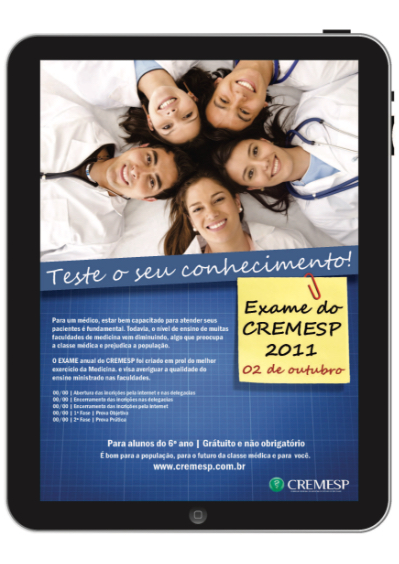 Teste o seu conhecimento!
Exame do
CREMESP
2011
02 de outubro
Para um médico, estar bem capacitado para atender seus
pacientes é fundamental. Todavia, o nível de ensino de muitas
faculdades de medicina vem diminuindo, algo que preocupa
a classe médica e prejudica a população.
O EXAME anual do CREMESP foi criado em prol do melhor
exercício da Medicina. e visa averiguar a qualidade do
ensino ministrado nas faculdades.
00/00 | Abertura das inscrições pela internet e nas delegacias
00/00 | Encerramento das inscrições nas delegacias
00/00 | Encerramento das inscrições pela internet
00/00 | 1ª Fase | Prova Objetiva
00/00 | 2ª Fase | Prova Prática
Para alunos do 6º ano | Grátuito e não obrigatório
É bom para a população, para o futuro da classe médica e para você.
www.cremesp.com.br
CREMESP